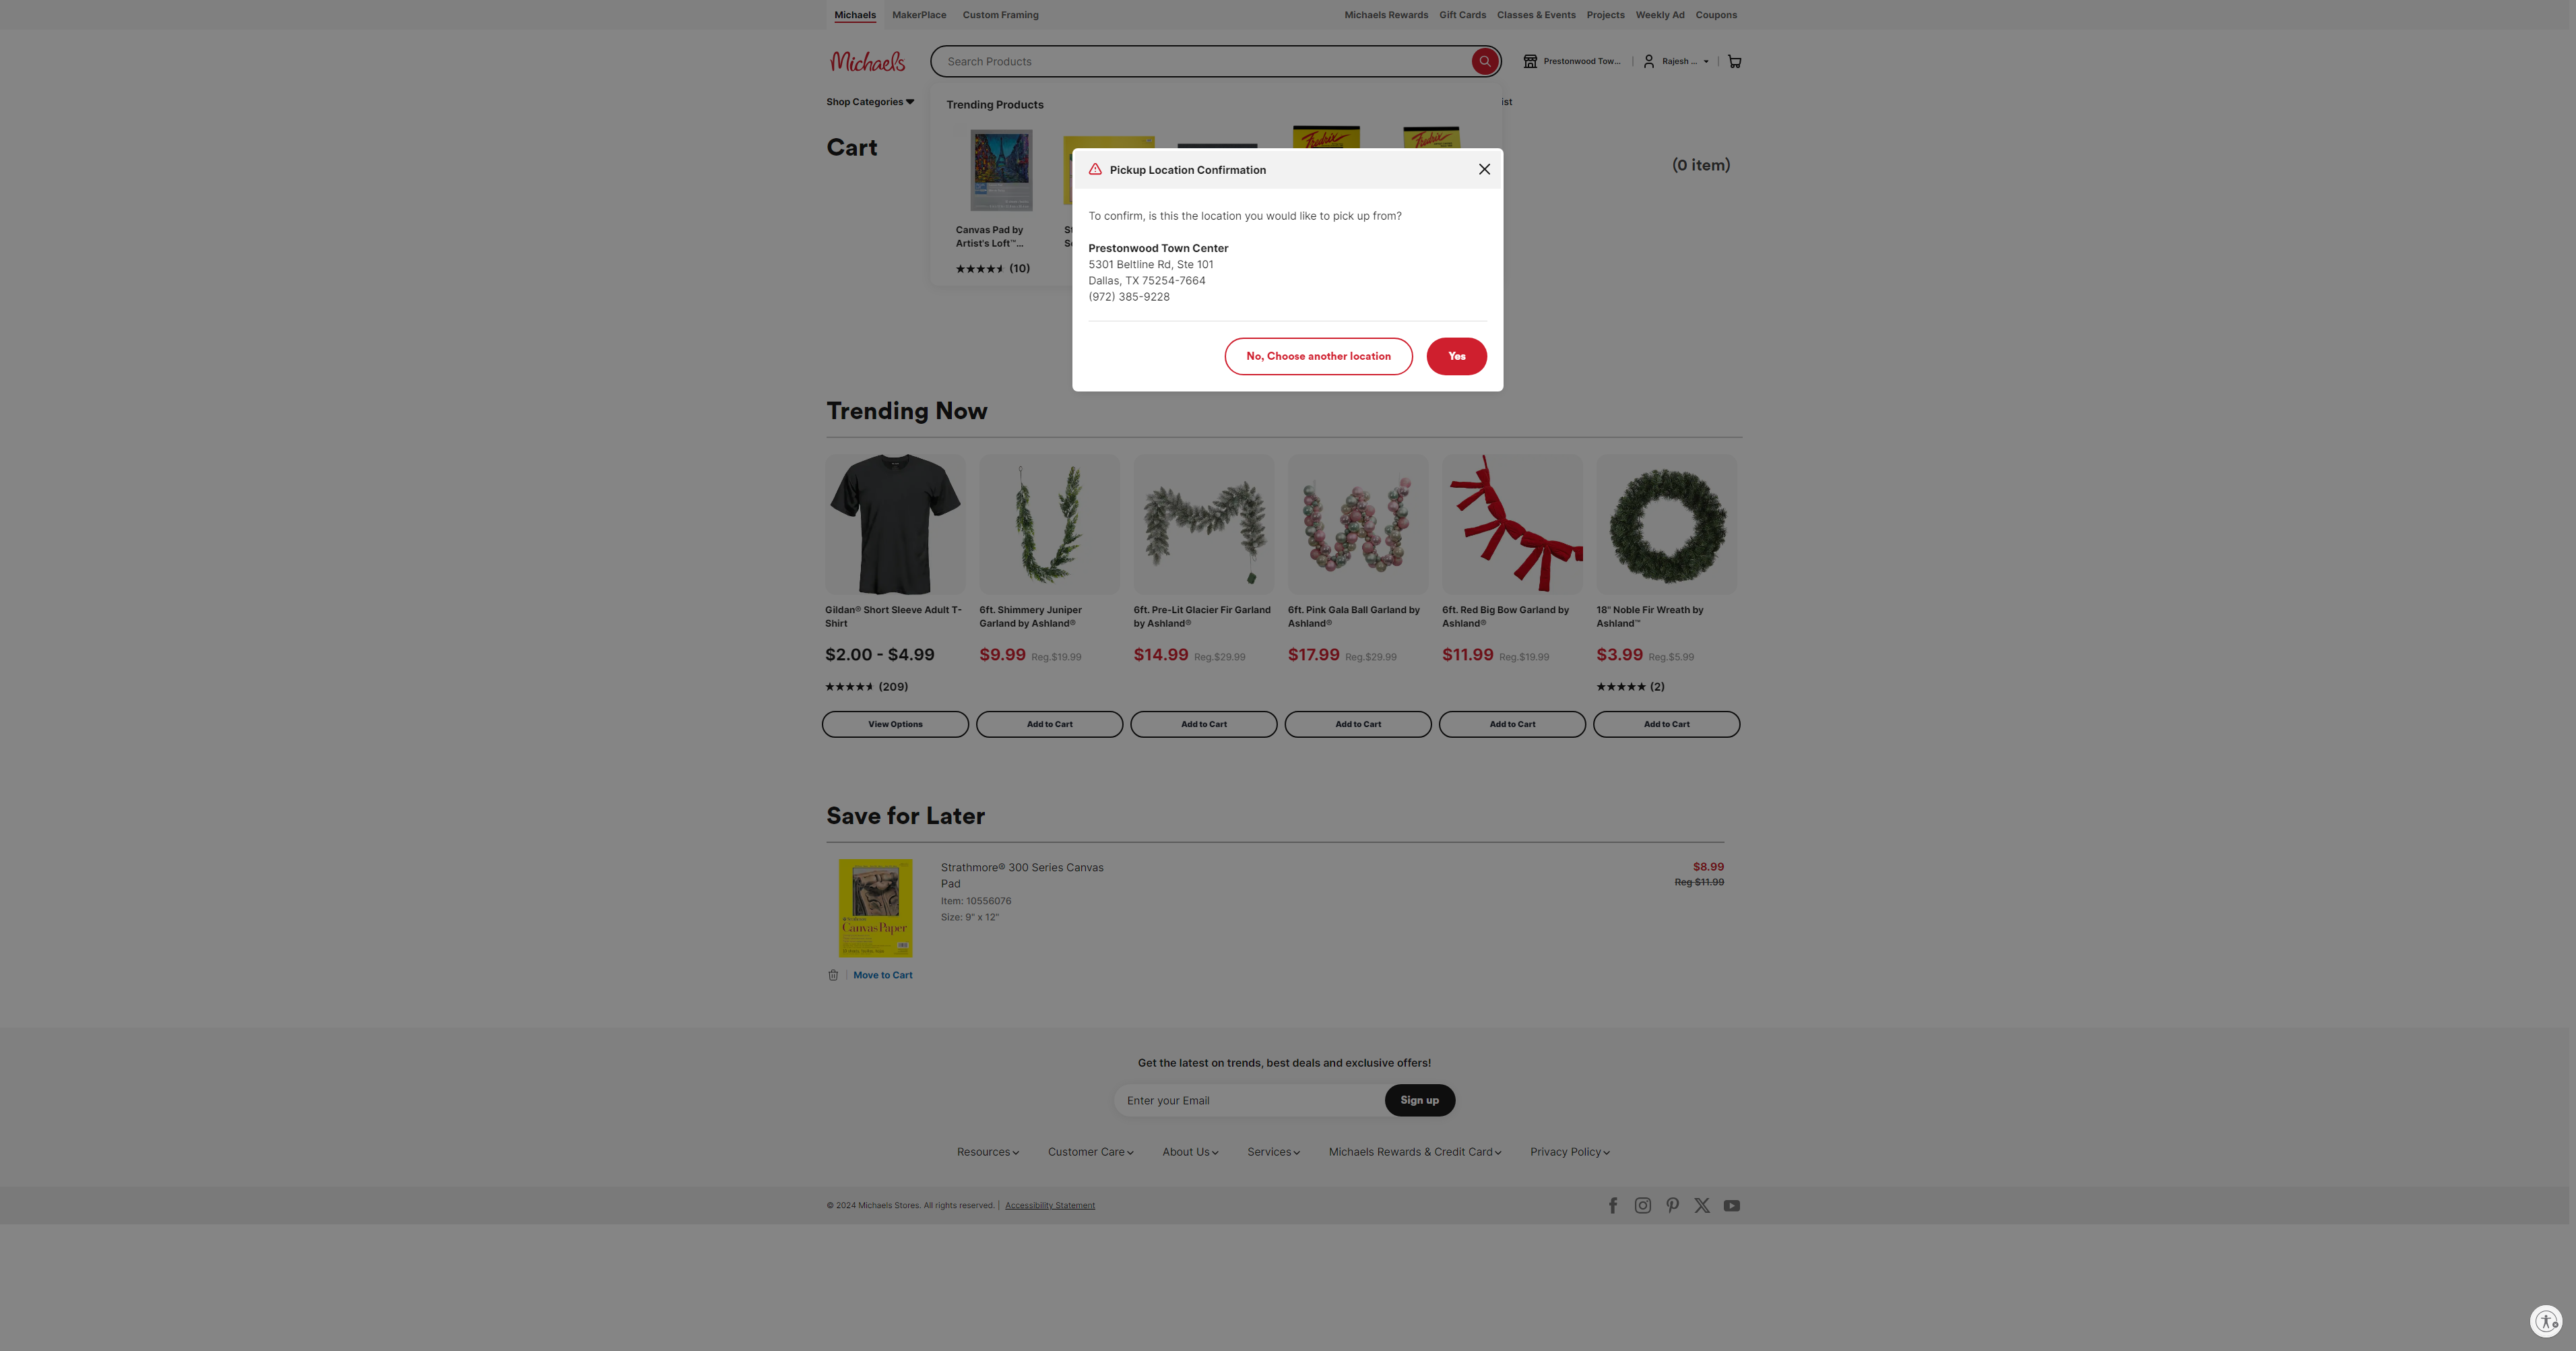 Michaels MakerPlace Custom Framing
Michaels Rewards Gift Cards Classes & Events Projects Weekly Ad Coupons
Michaels
Search Products
Prestonwood Tow...
Rajesh ...
Shop Categories
ist
Cart
(0 item)
Trending Products
Fredrix
Fredrix
Canvas Pad by
Artist's Loft™...
(10)
Pickup Location Confirmation
To confirm, is this the location you would like to pick up from?
Prestonwood Town Center
5301 Beltline Rd, Ste 101
Dallas, TX 75254-7664
(972) 385-9228
No, Choose another location
Yes
Trending Now
Gildan® Short Sleeve Adult T-
Shirt
$2.00 - $4.99
(209)
View Options
6ft. Shimmery Juniper
Garland by Ashland®
$9.99 Reg.$19.99
Add to Cart
6ft. Pre-Lit Glacier Fir Garland
by Ashland®
$14.99 Reg.$29.99
Add to Cart
6ft. Pink Gala Ball Garland by
Ashland®
$17.99 Reg.$29.99
Add to Cart
6ft. Red Big Bow Garland by
Ashland®
$11.99 Reg.$19.99
Add to Cart
18" Noble Fir Wreath by
Ashland™
$3.99 Reg.$5.99
(2)
Add to Cart
Save for Later
Canvas Paper
Strathmore® 300 Series Canvas
Pad
Item: 10556076
Size: 9" x 12"
$8.99
Reg $11.99
Move to Cart
Get the latest on trends, best deals and exclusive offers!
Enter your Email
Sign up
Resources Customer Care About Us Services Michaels Rewards & Credit Card Privacy Policy
© 2024 Michaels Stores. All rights reserved. | Accessibility Statement